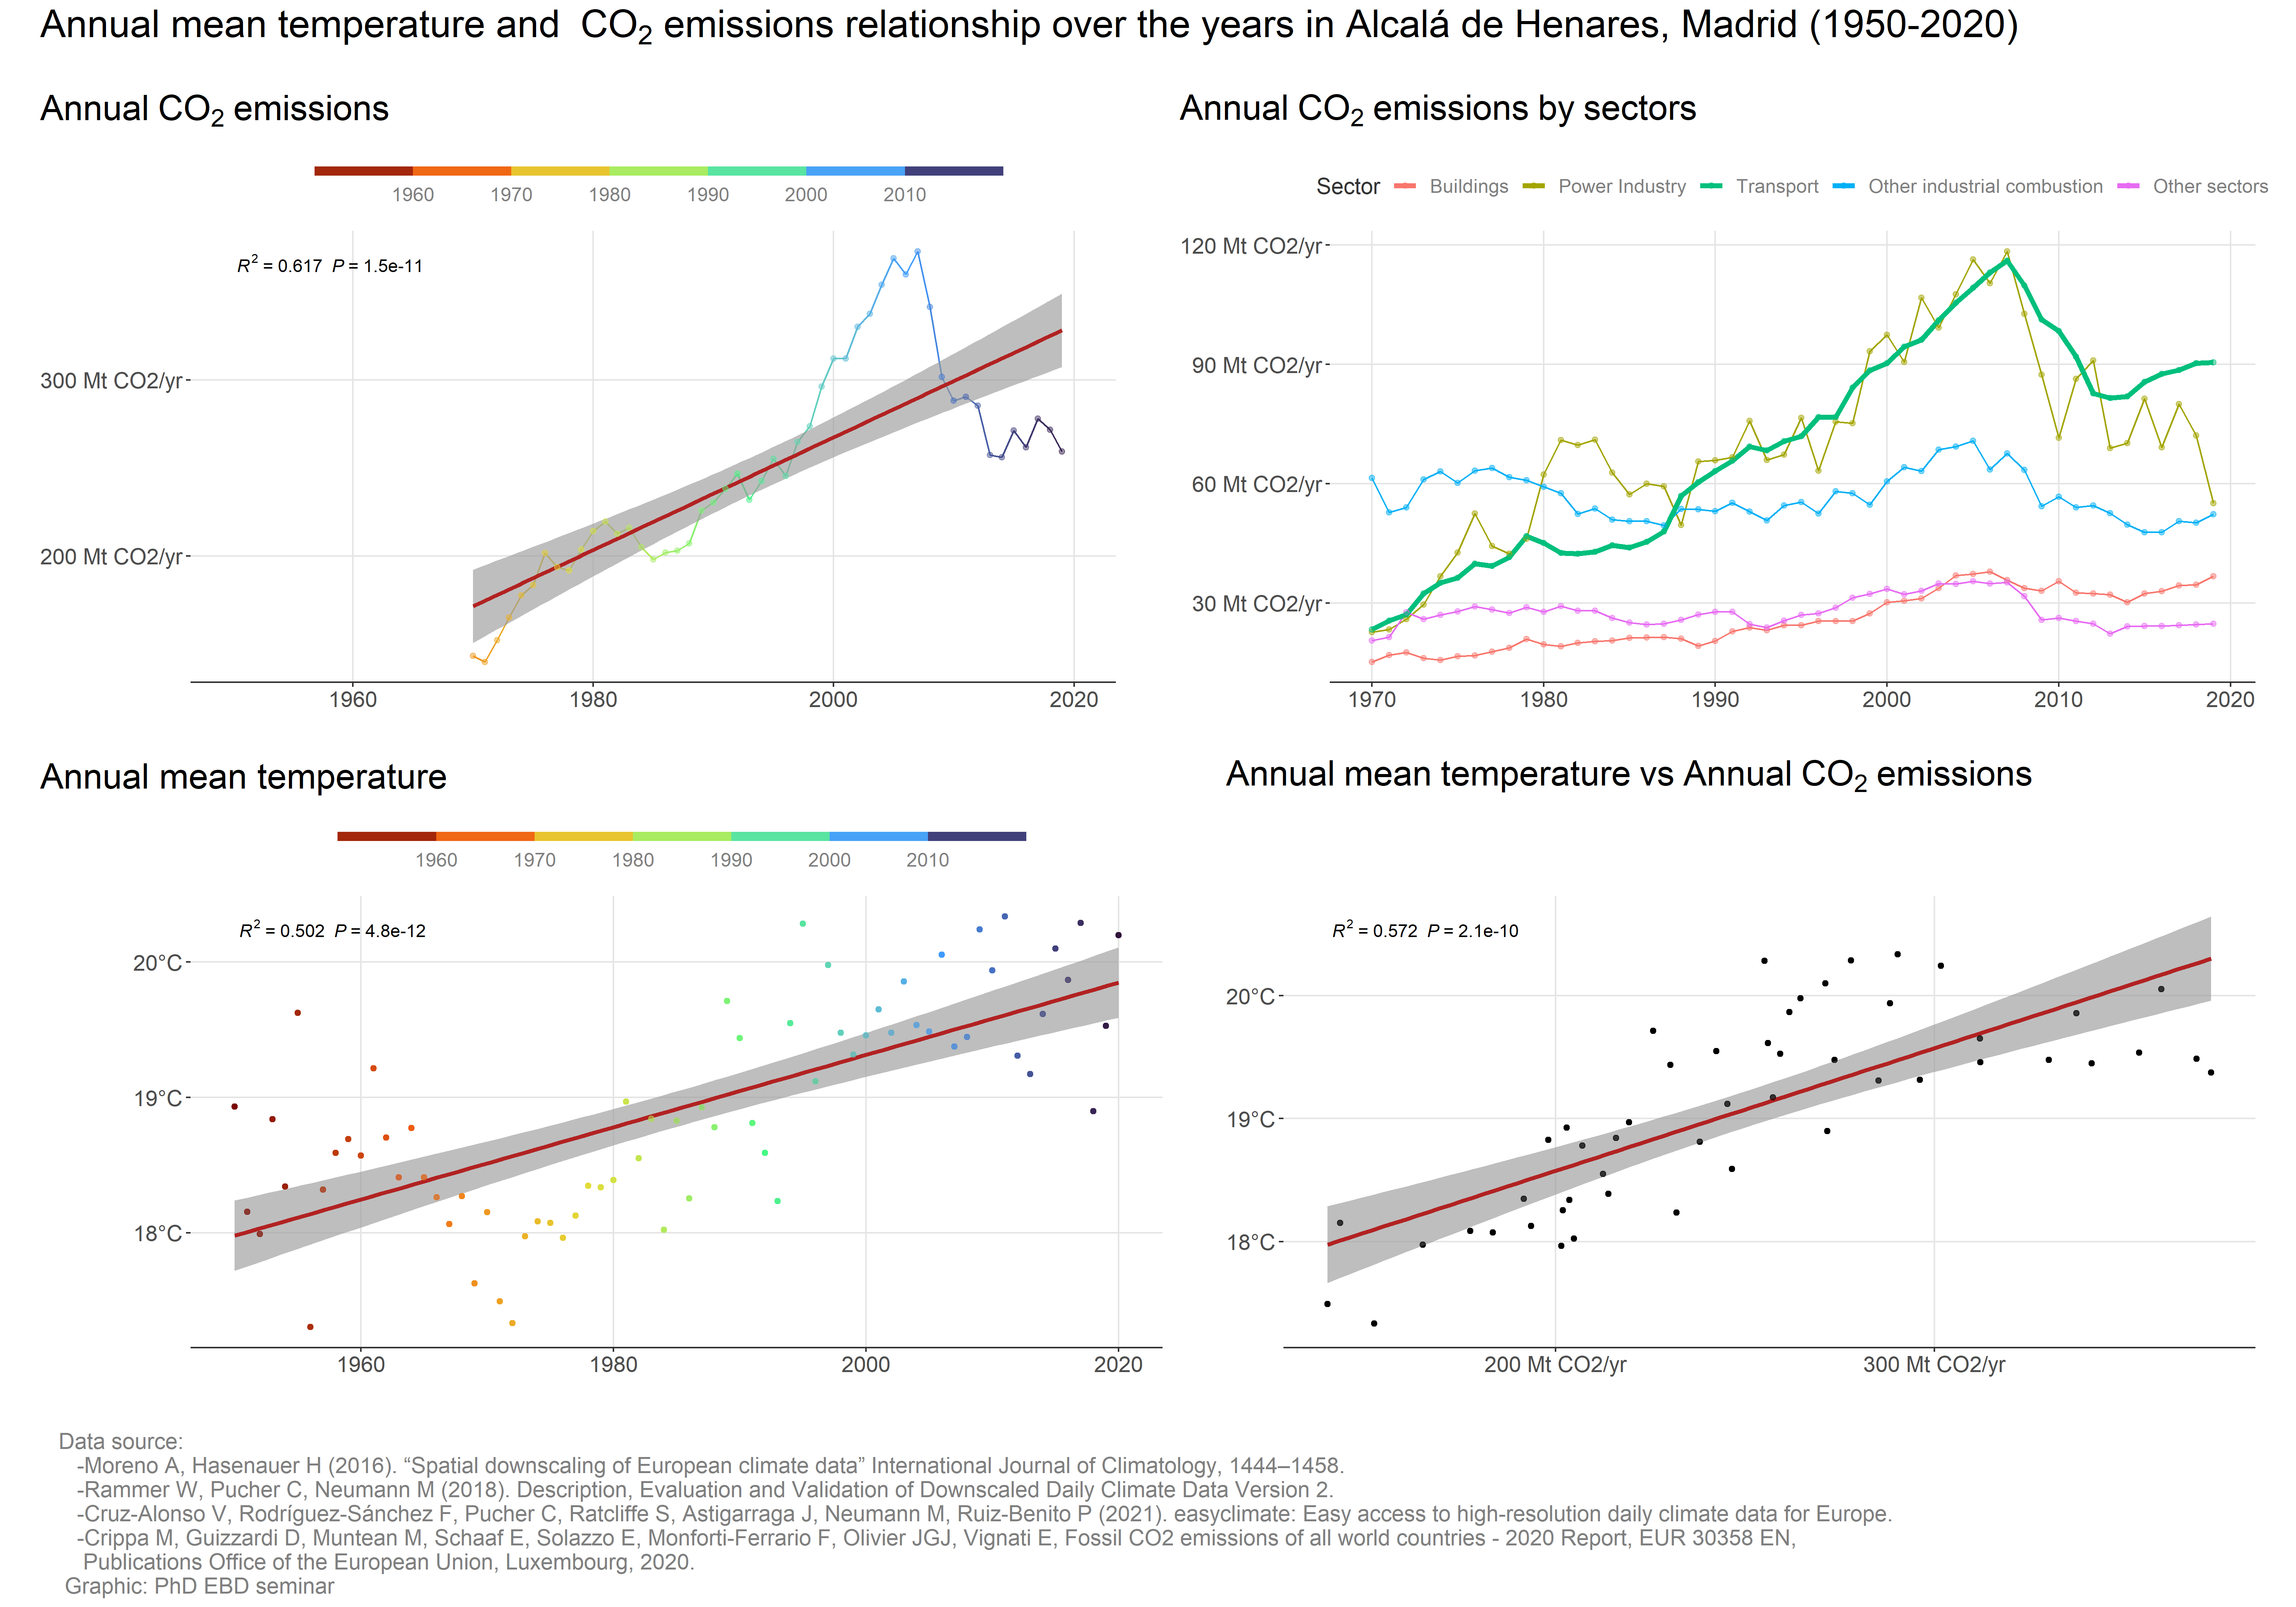 Annual mean temperature and  CO2 emissions relationship over the years in Alcalá de Henares, Madrid (1950-2020)
Annual CO2 emissions
1960 1970 1980 1990 2000 2010
R2 = 0.617 P = 1.5e-11
300 Mt CO2/yr
200 Mt CO2/yr
1960 1980 2000 2020
Annual CO2 emissions by sectors
Sector Buildings Power Industry Transport Other industrial combustion Other sectors
120 Mt CO2/yr
90 Mt CO2/yr
60 Mt CO2/yr
30 Mt CO2/yr
1970 1980 1990 2000 2010 2020
Annual mean temperature
1960 1970 1980 1990 2000 2010
R2 = 0.502 P = 4.8e-12
20°C
19°C
18°C
1960 1980 2000 2020
Annual mean temperature vs Annual CO2 emissions
R2 = 0.572 P = 2.1e-10
20°C
19°C
18°C
200 Mt CO2/yr 300 Mt CO2/yr
Data source:
-Moreno A, Hasenauer H (2016). “Spatial downscaling of European climate data” International Journal of Climatology, 1444–1458.
-Rammer W, Pucher C, Neumann M (2018). Description, Evaluation and Validation of Downscaled Daily Climate Data Version 2.
-Cruz-Alonso V, Rodríguez-Sánchez F, Pucher C, Ratcliffe S, Astigarraga J, Neumann M, Ruiz-Benito P (2021). easyclimate: Easy access to high-resolution daily climate data for Europe.
-Crippa M, Guizzardi D, Muntean M, Schaaf E, Solazzo E, Monforti-Ferrario F, Olivier JGJ, Vignati E, Fossil CO2 emissions of all world countries - 2020 Report, EUR 30358 EN,
Publications Office of the European Union, Luxembourg, 2020.
Graphic: PhD EBD seminar